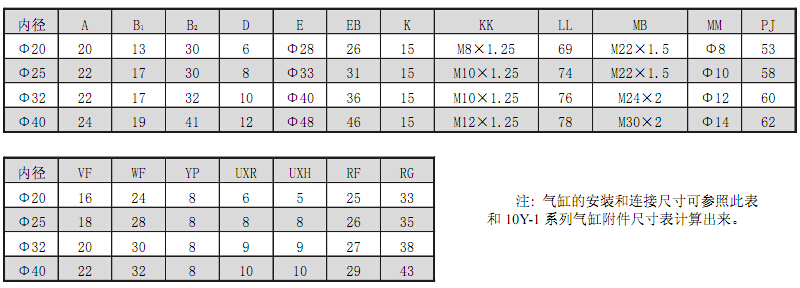 内径 A B1 B2 D E EB K KK LL MB MM PJ
Φ20 20 13 30 6 Φ28 26 15 M8×1.25 69 M22×1.5 Φ8 53
Φ25 22 17 30 8 Φ33 31 15 M10×1.25 74 M22×1.5 Φ10 58
Φ32 22 17 32 10 Φ40 36 15 M10×1.25 76 M24×2 Φ12 60
Φ40 24 19 41 12 Φ48 46 15 M12×1.25 78 M30×2 Φ14 62
内径 VF WF YP UXR UXH RF RG
Φ20 16 24 8 6 5 25 33
Φ25 18 28 8 8 8 26 35
Φ32 20 30 8 9 9 27 38
Φ40 22 32 8 10 10 29 43
注: 气缸的安装和连接尺寸可参照此表
和 10Y-1 系列气缸附件尺寸表计算出来。